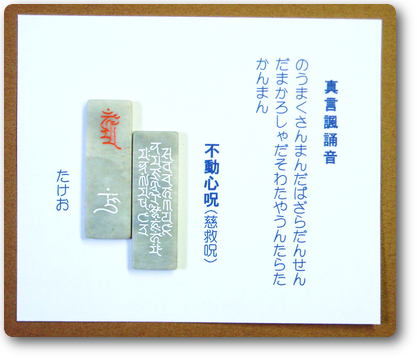 真言諷誦音
のうまくさんまんだばざらだんせん
だまかろしゃだそわたやうんたらた
かんまん
不動心呪〈慈救呪〉
たけお